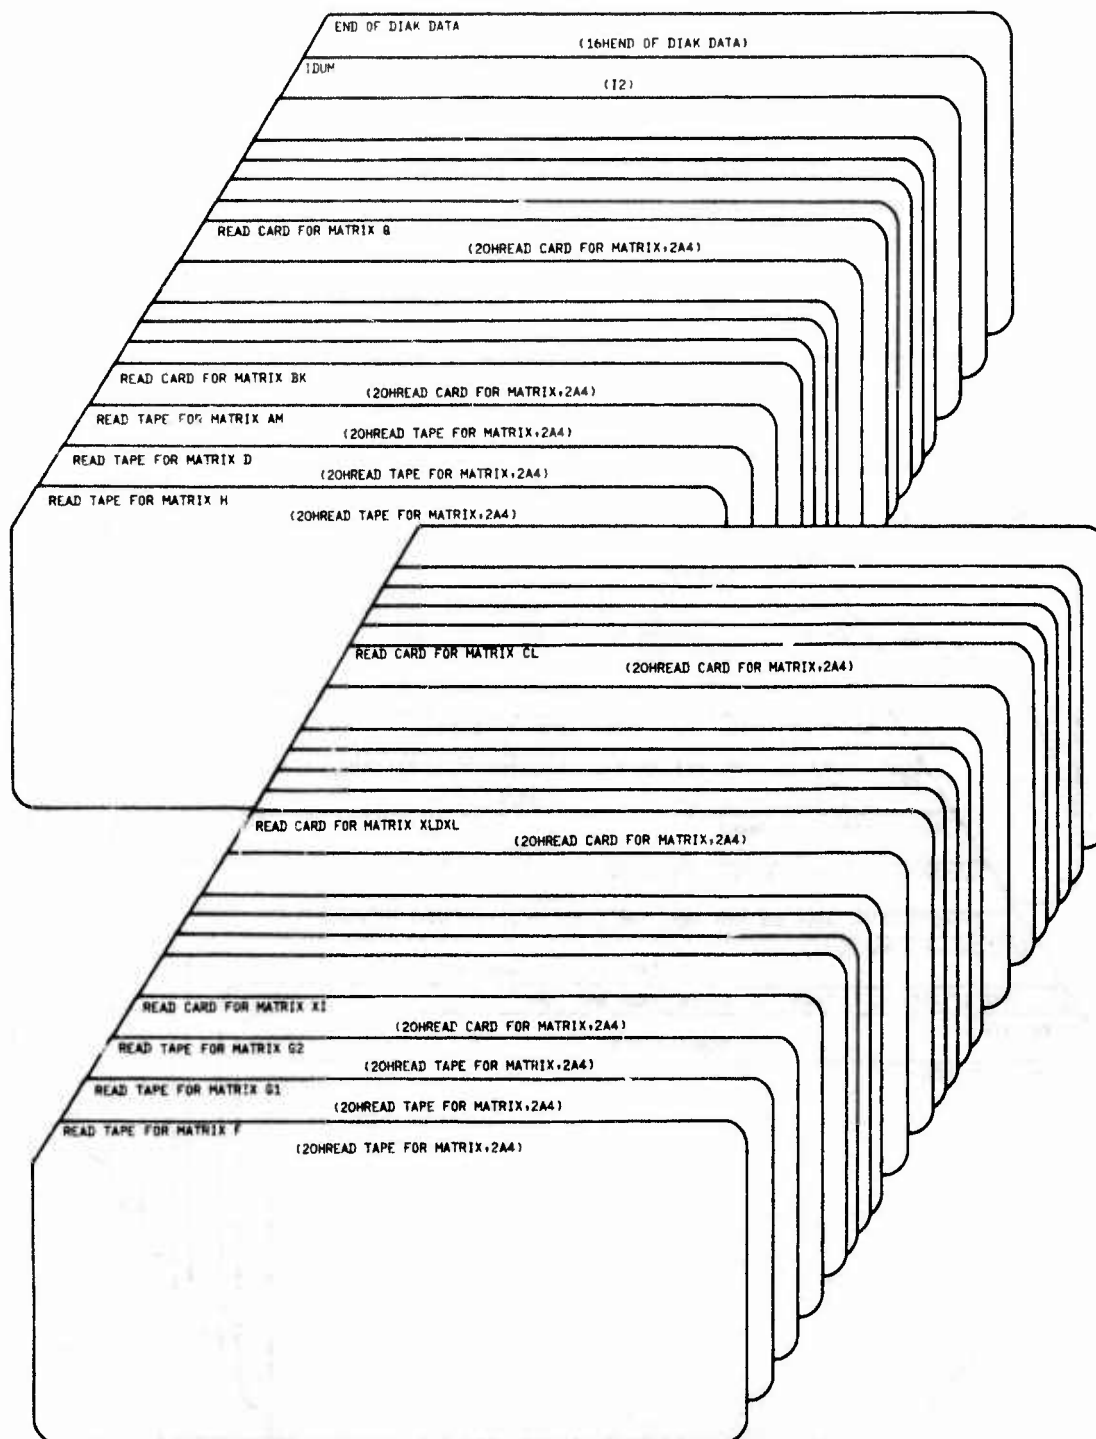 END OF DIAK DATA
(16HEND OF DIAK DATA)
IDUM
(I2)
READ CARD FOR MATRIX Q
(20HREAD CARD FOR MATRIX,2A4)
READ CARD FOR MATRIX BK
(20HREAD CARD FOR MATRIX,2A4)
READ TAPE FOR MATRIX AM
(20HREAD TAPE FOR MATRIX,2A4)
READ TAPE FOR MATRIX D
(20HREAD TAPE FOR MATRIX,2A4)
READ TAPE FOR MATRIX H
(20HREAD TAPE FOR MATRIX,2A4)
READ CARD FOR MATRIX CL
(20HREAD CARD FOR MATRIX,2A4)
READ CARD FOR MATRIX XLDXL
(20HREAD CARD FOR MATRIX,2A4)
READ CARD FOR MATRIX XI
(20HREAD CARD FOR MATRIX,2A4)
READ TAPE FOR MATRIX G2
(20HREAD TAPE FOR MATRIX,2A4)
READ TAPE FOR MATRIX G1
(20HREAD TAPE FOR MATRIX,2A4)
READ TAPE FOR MATRIX F
(20HREAD TAPE FOR MATRIX,2A4)